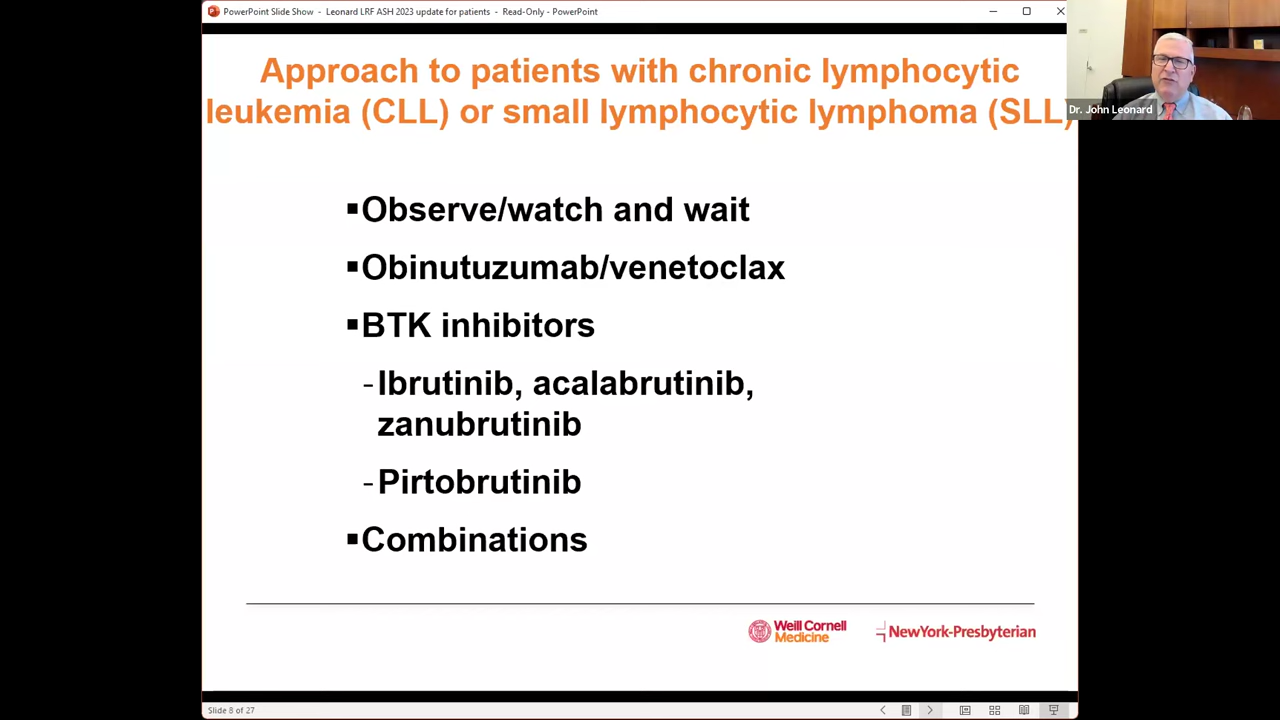 PowerPoint Slide Show - Leonard LRF ASH 2023 update for patients - Read-Only - PowerPoint
Dr. John Leonard
Approach to patients with chronic lymphocytic
leukemia (CLL) or small lymphocytic lymphoma (SLL)
▪Observe/watch and wait
▪Obinutuzumab/venetoclax
▪BTK inhibitors
-Ibrutinib, acalabrutinib,
zanubrutinib
-Pirtobrutinib
▪Combinations
Weill Cornell
Medicine
NewYork-Presbyterian
Slide 8 of 27